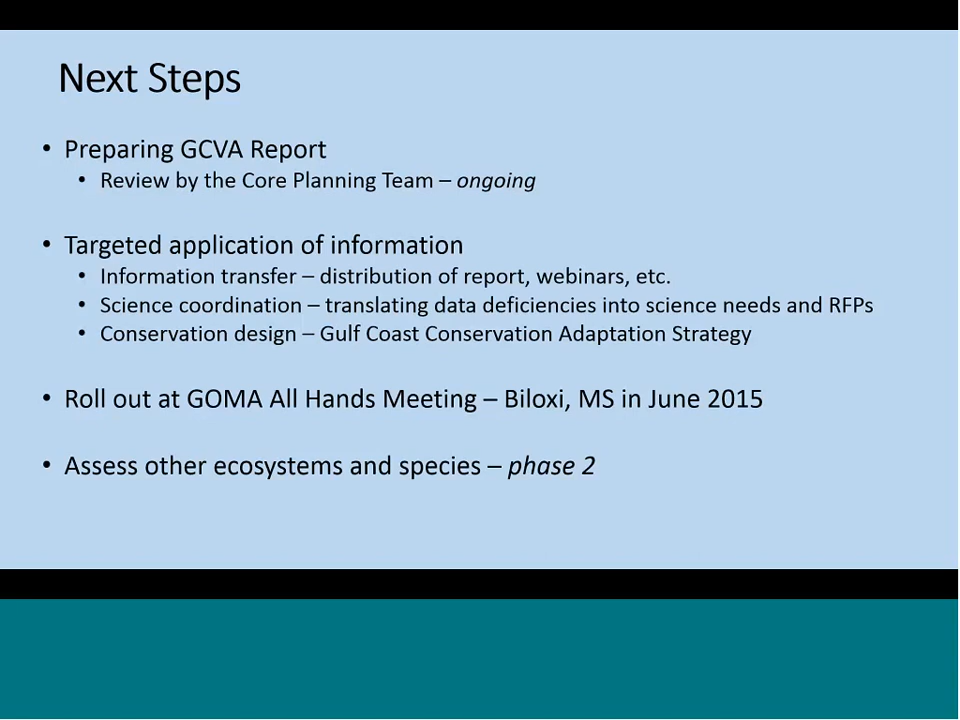 Next Steps
• Preparing GCVA Report
• Review by the Core Planning Team – ongoing
• Targeted application of information
• Information transfer – distribution of report, webinars, etc.
• Science coordination – translating data deficiencies into science needs and RFPs
• Conservation design – Gulf Coast Conservation Adaptation Strategy
• Roll out at GOMA All Hands Meeting – Biloxi, MS in June 2015
• Assess other ecosystems and species – phase 2